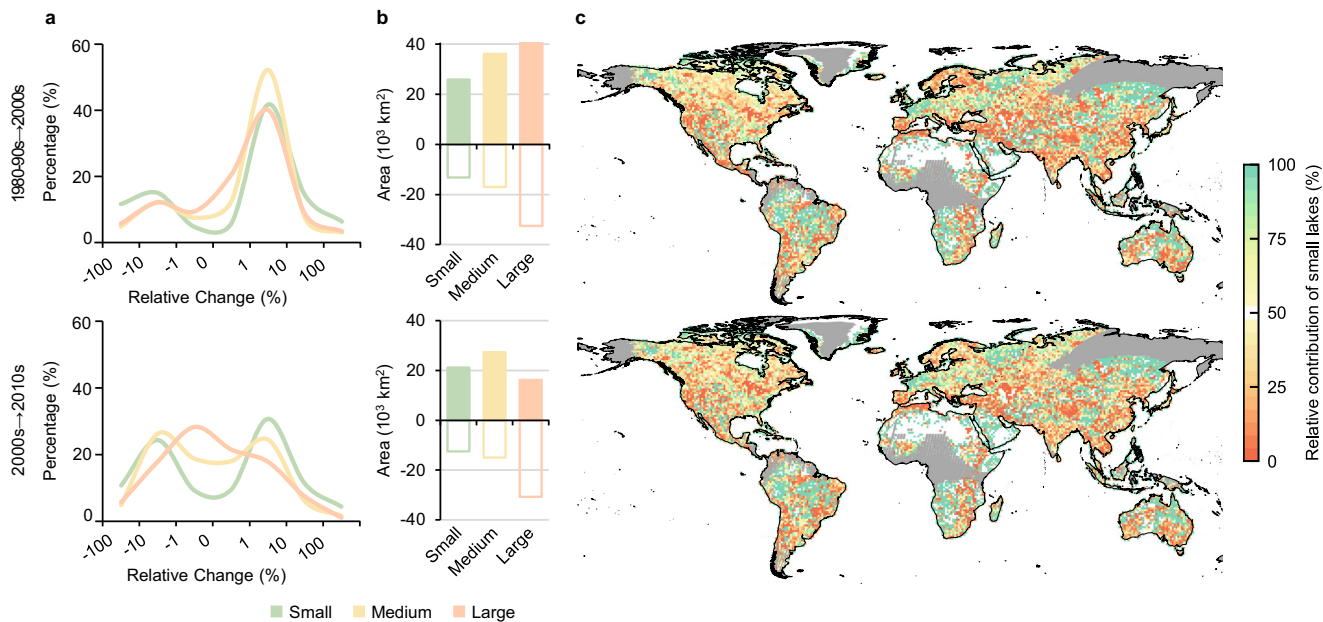 a
b
c
1980-90s→2000s
Percentage (%)
60
40
20
0
-100
-10
-1
0
1
10
100
Relative Change (%)
Area (10³ km²)
40
20
0
-20
-40
Small
Medium
Large
2000s→2010s
Percentage (%)
60
40
20
0
-100
-10
-1
0
1
10
100
Relative Change (%)
Area (10³ km²)
40
20
0
-20
-40
Small
Medium
Large
100
75
50
25
0
Relative contribution of small lakes (%)
Small Medium Large